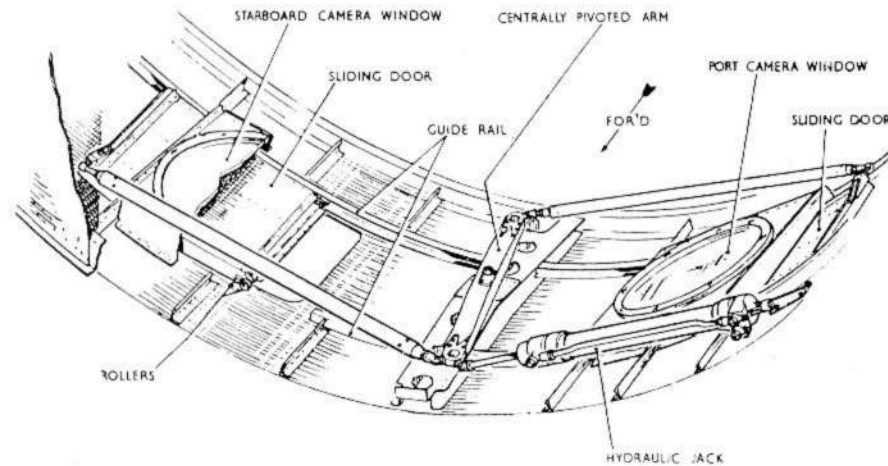 STARBOARD CAMERA WINDOW
CENTRALLY PIVOTED ARM
SLIDING DOOR
PORT CAMERA WINDOW
GUIDE RAIL
FOR'D
SLIDING DOOR
ROLLERS
HYDRAULIC JACK